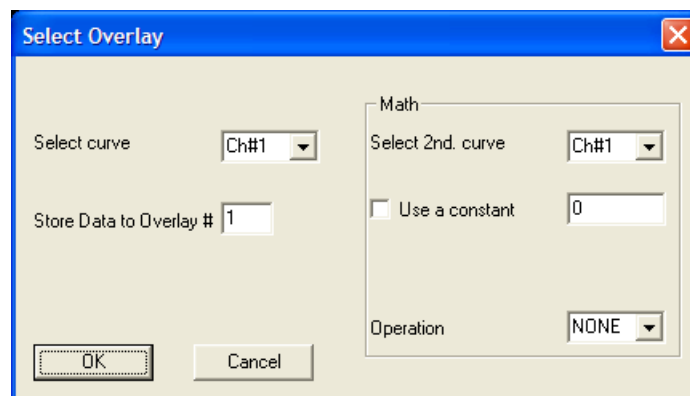 Select Overlay
Select curve
Ch#1
Store Data to Overlay #
1
OK
Cancel
Math
Select 2nd. curve
Ch#1
Use a constant
0
Operation
NONE